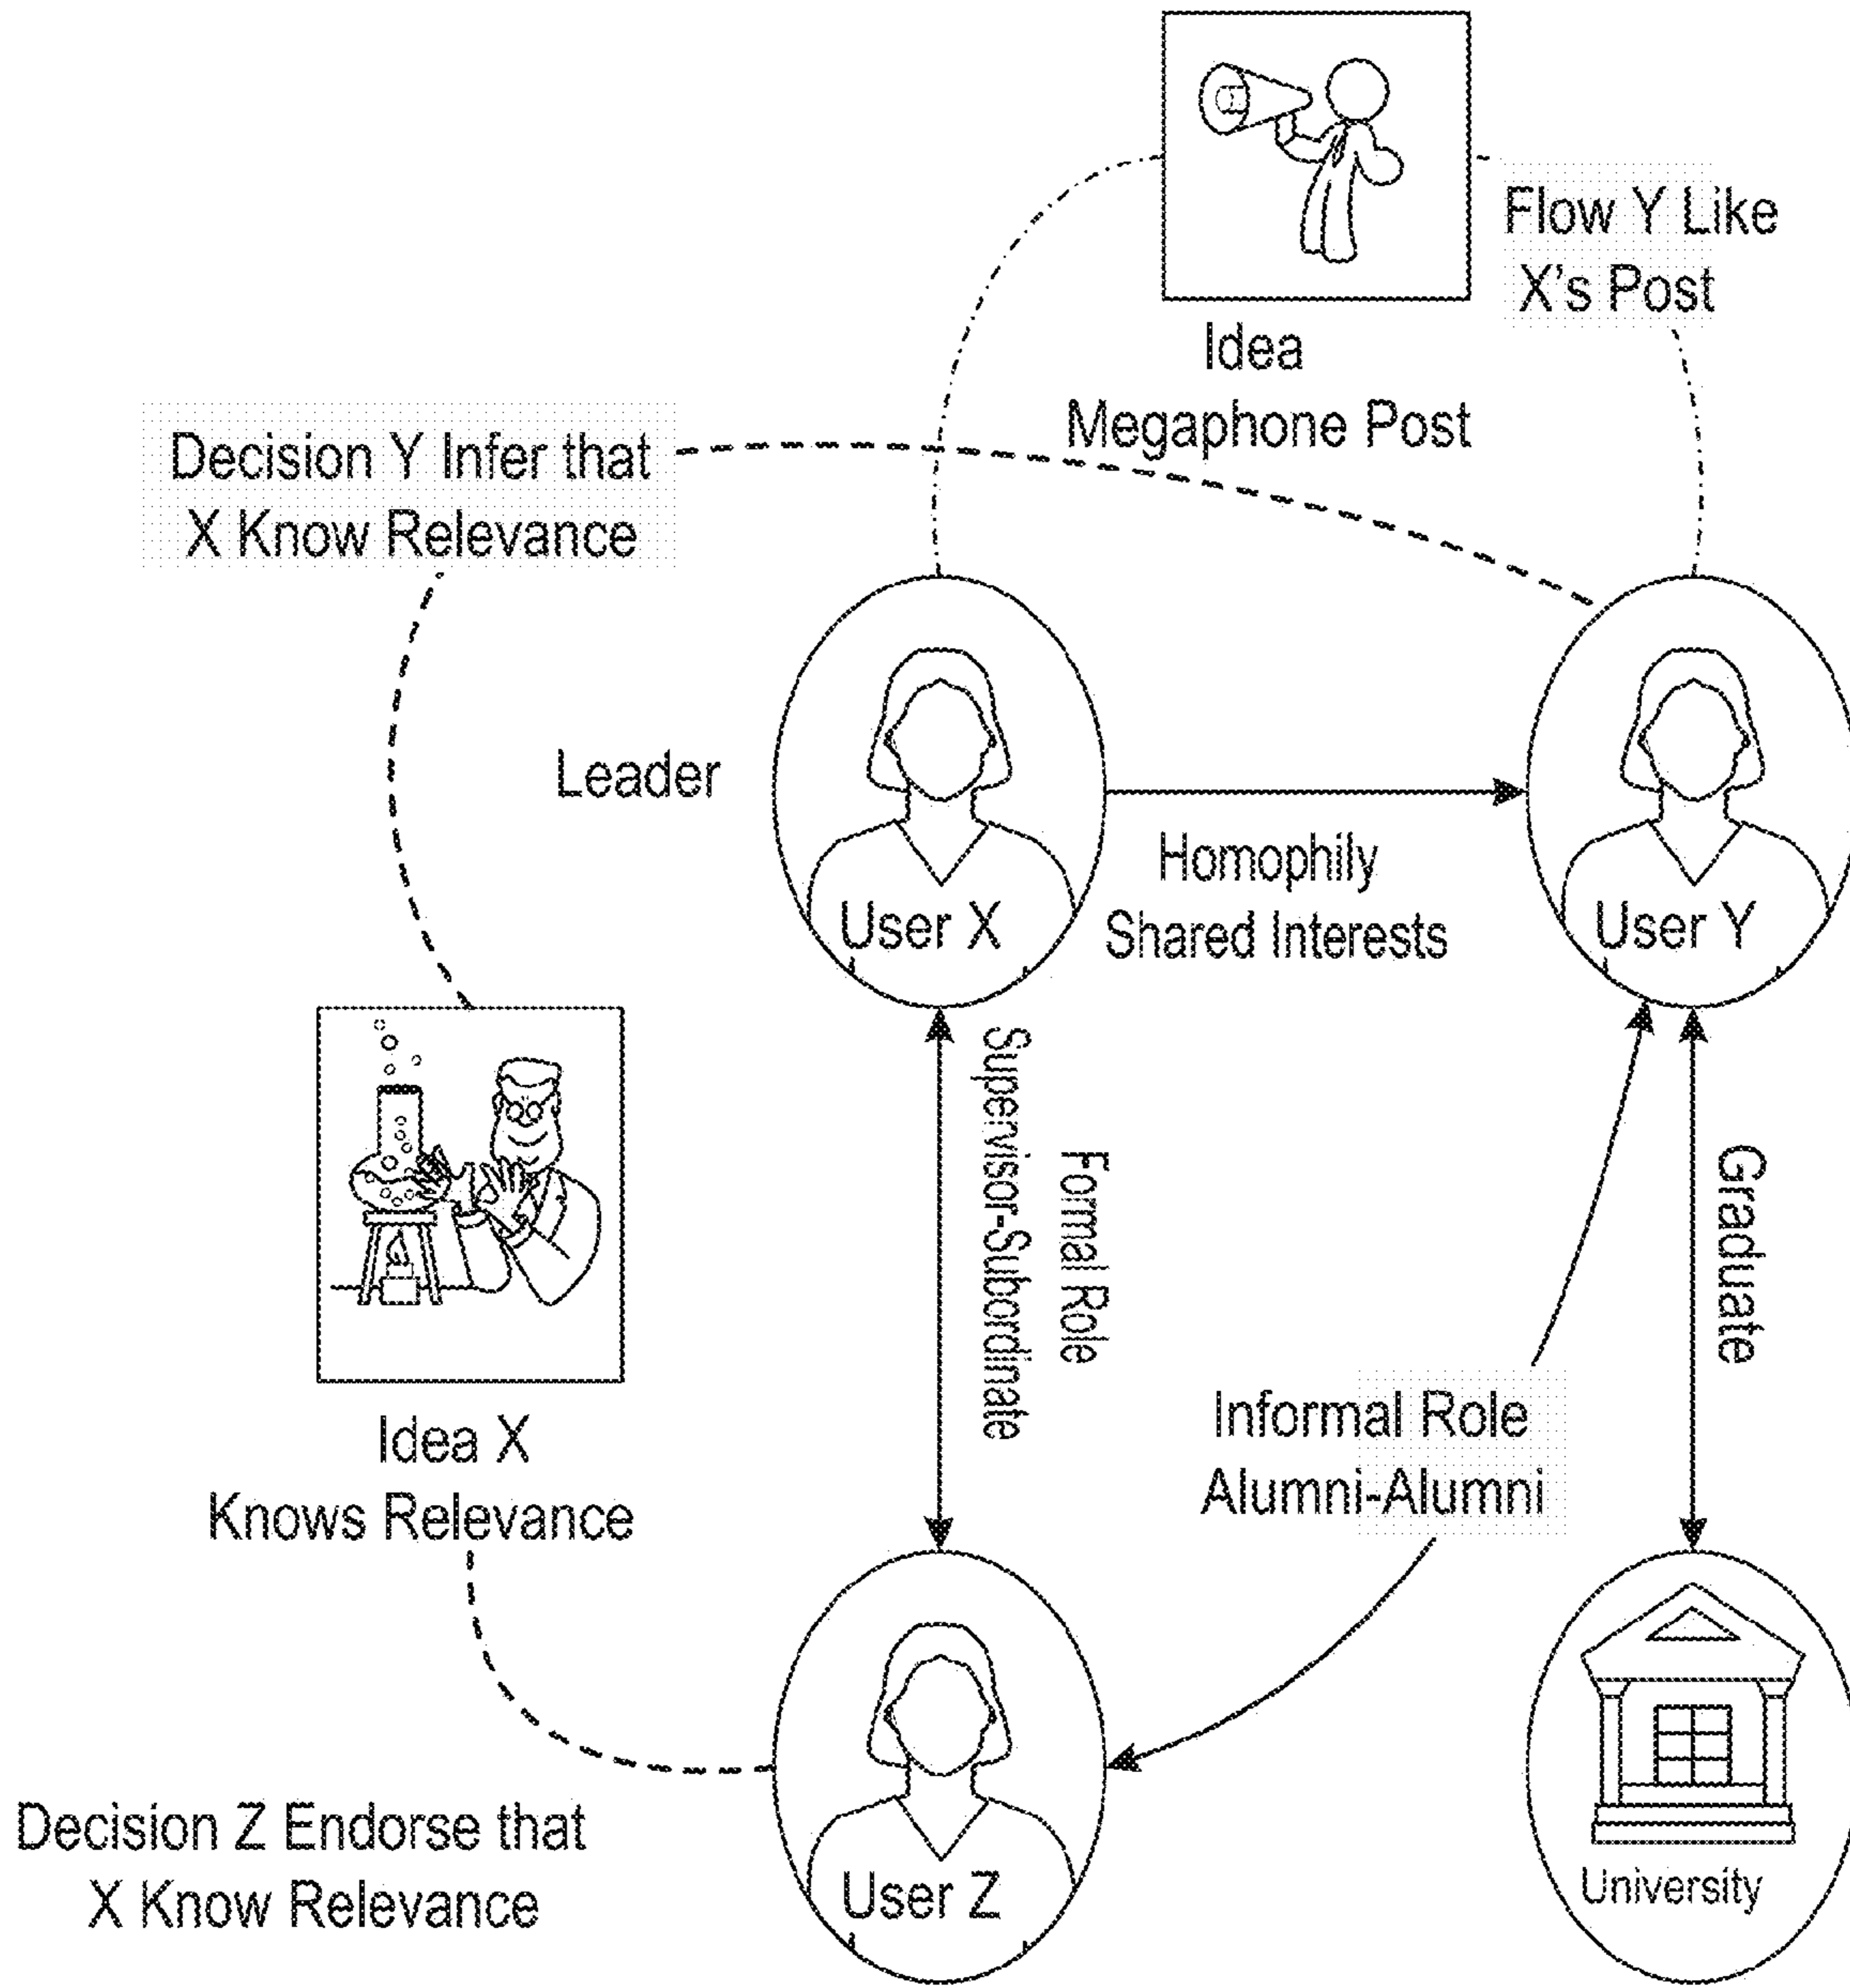 Flow Y Like
X's Post
Idea
Megaphone Post
Decision Y Infer that
X Know Relevance
Leader
User X
Homophily
Shared Interests
User Y
Formal Role
Supervisor-Subordinate
Graduate
Idea X
Knows Relevance
Informal Role
Alumni-Alumni
Decision Z Endorse that
X Know Relevance
User Z
University